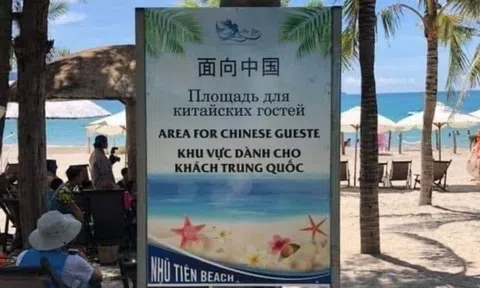 面向中国
Площадь для
китайских гостей
AREA FOR CHINESE GUESTE
KHU VỰC DÀNH CHO
KHÁCH TRUNG QUỐC
NHŨ TIÊN BEACH